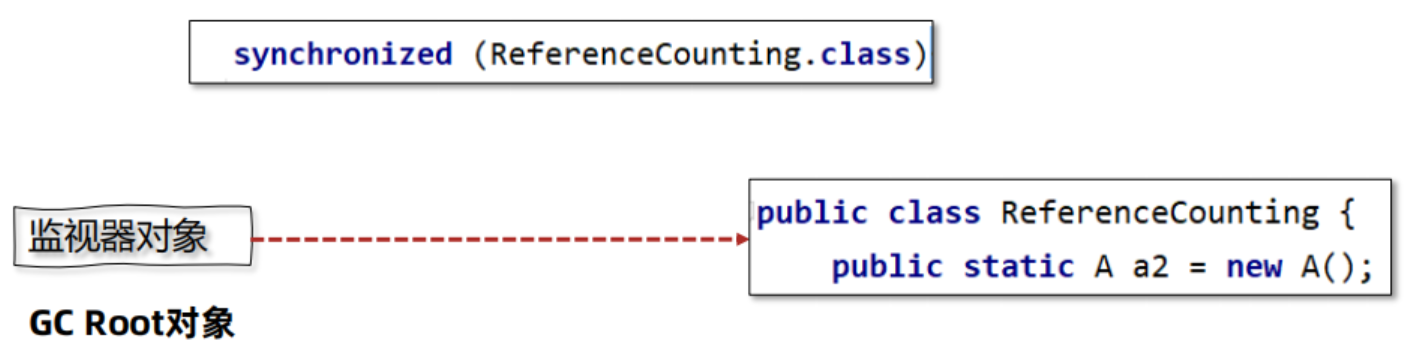 synchronized (ReferenceCounting.class)
监视器对象
GC Root对象
public class ReferenceCounting {
public static A a2 = new A();